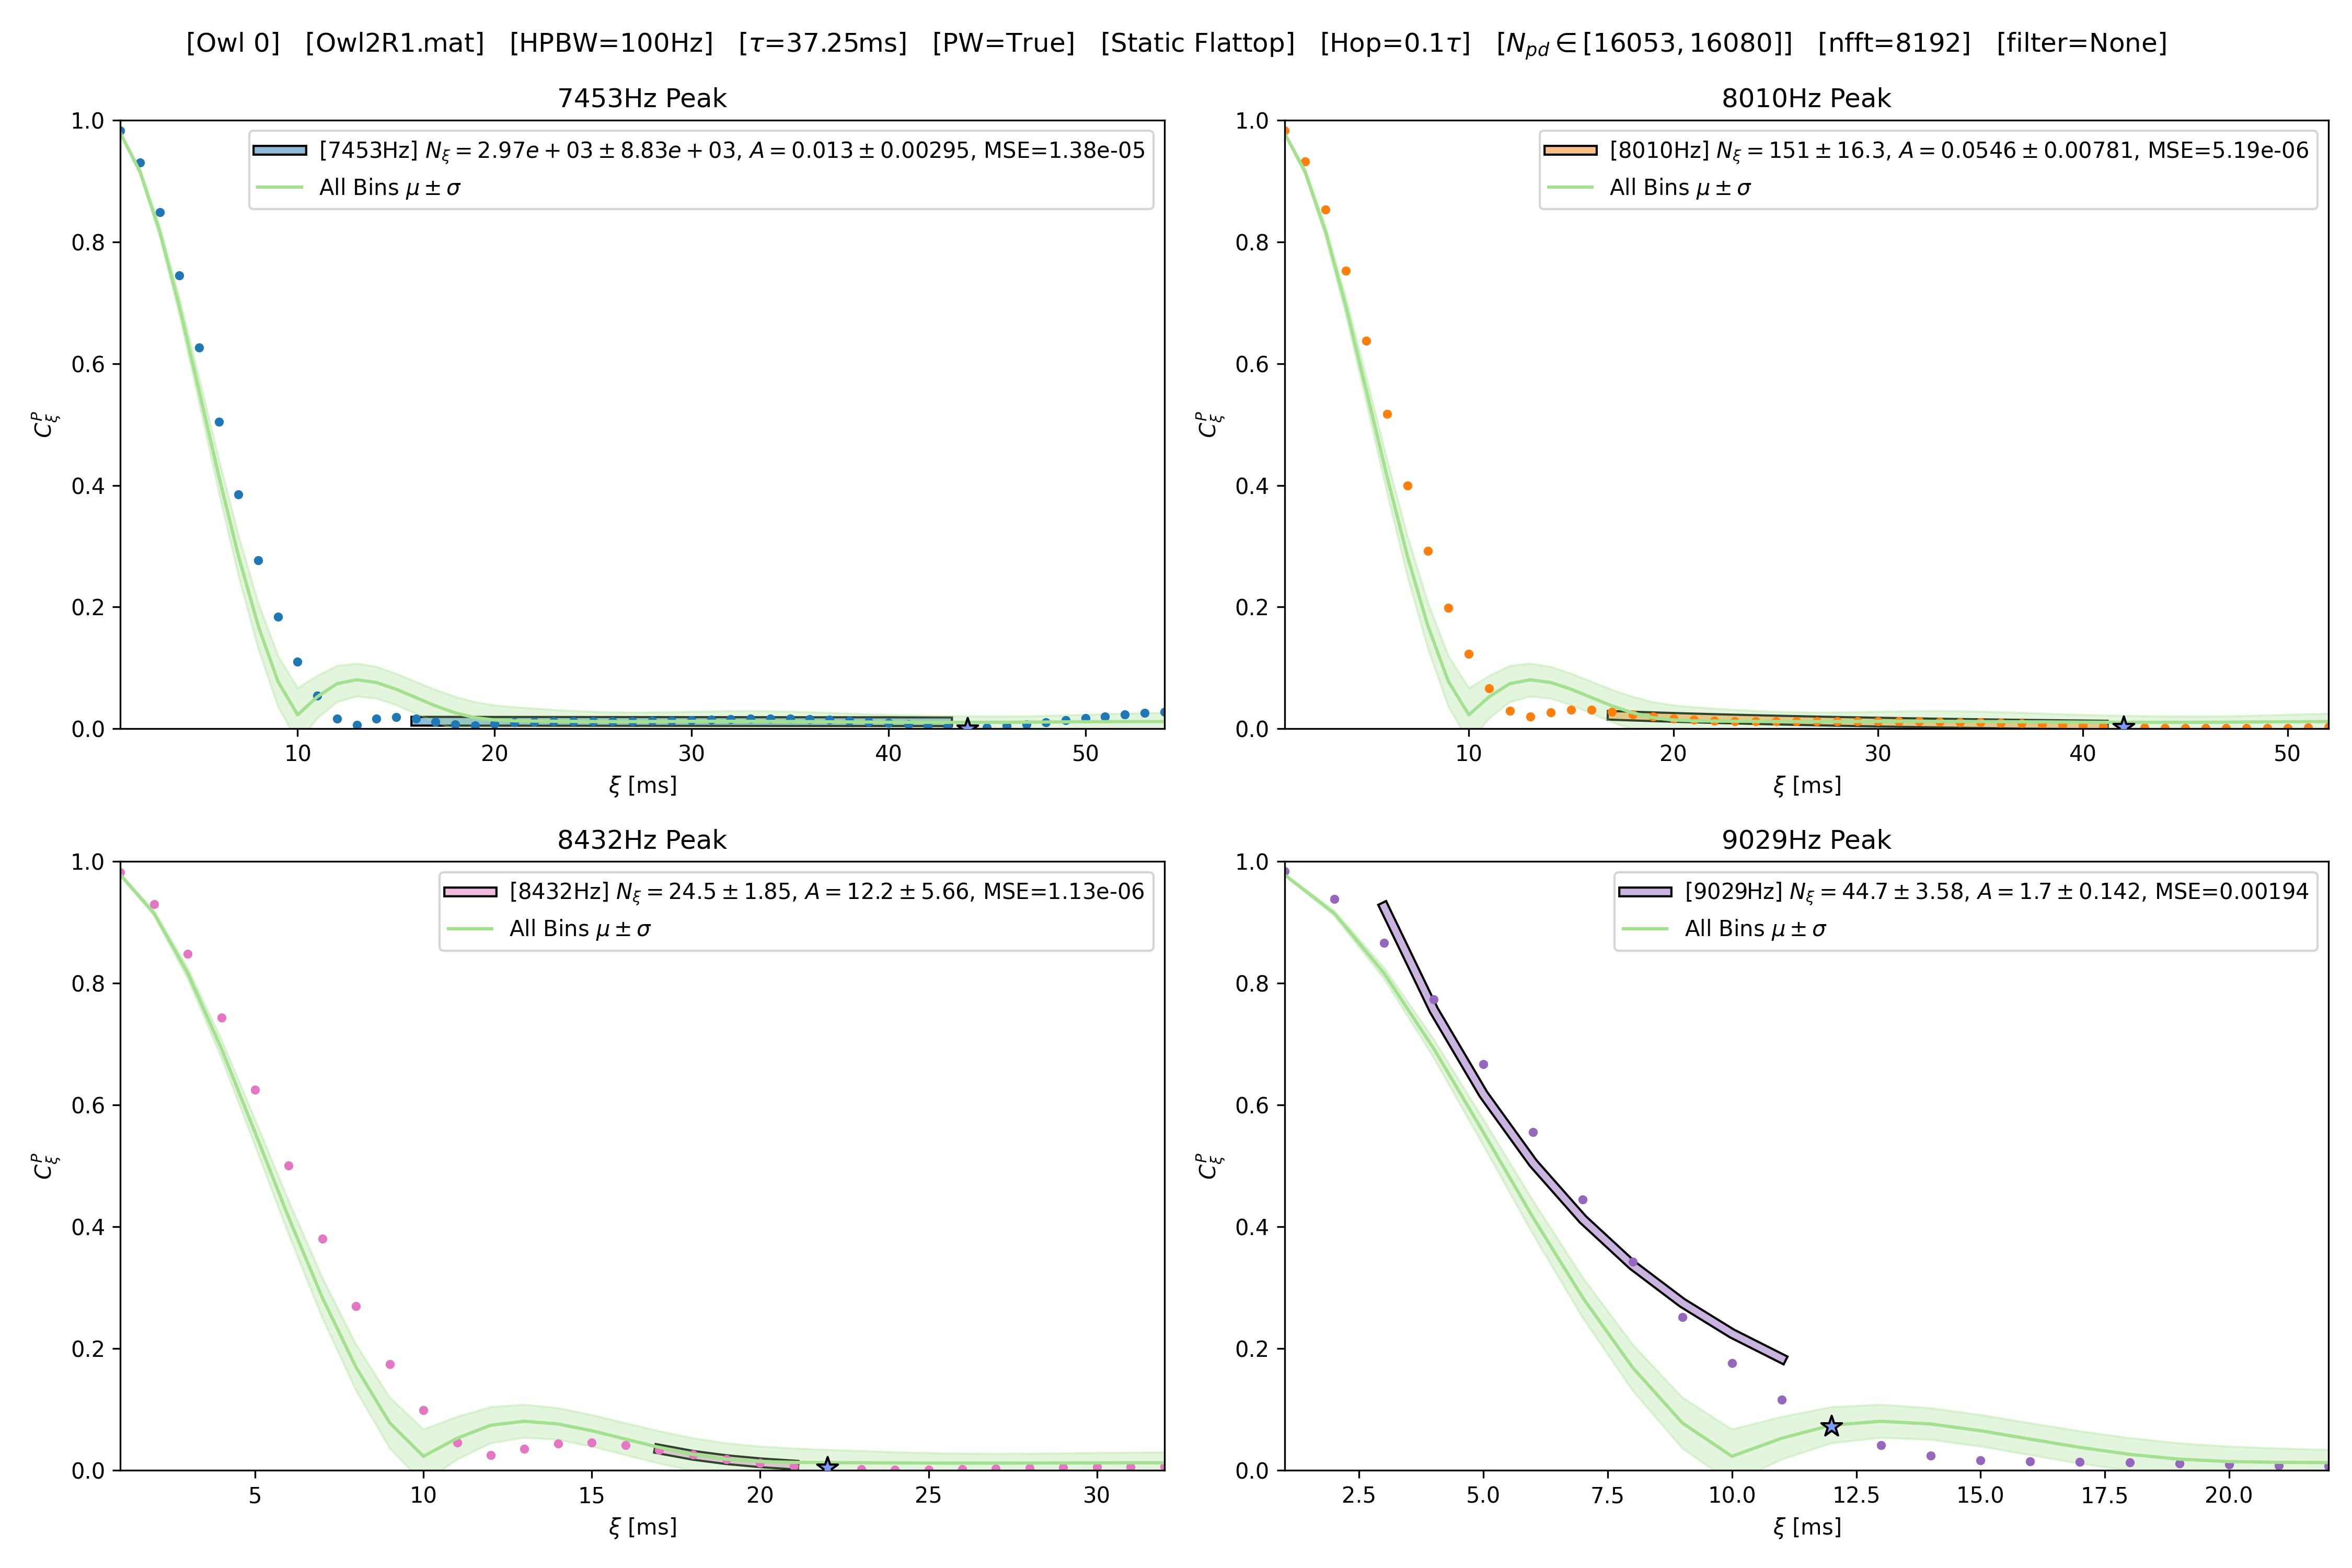 [Owl 0] [Owl2R1.mat] [HPBW=100Hz] [τ=37.25ms] [PW=True] [Static Flattop] [Hop=0.1τ] [N_pd ∈ [16053, 16080]] [nfft=8192] [filter=None]
7453Hz Peak
1.0
0.8
0.6
0.4
0.2
0.0
C_ξ^P
[7453Hz] N_ξ = 2.97e + 03 ± 8.83e + 03, A = 0.013 ± 0.00295, MSE=1.38e-05
All Bins μ ± σ
10 20 30 40 50
ξ [ms]
8010Hz Peak
1.0
0.8
0.6
0.4
0.2
0.0
C_ξ^P
[8010Hz] N_ξ = 151 ± 16.3, A = 0.0546 ± 0.00781, MSE=5.19e-06
All Bins μ ± σ
10 20 30 40 50
ξ [ms]
8432Hz Peak
1.0
0.8
0.6
0.4
0.2
0.0
C_ξ^P
[8432Hz] N_ξ = 24.5 ± 1.85, A = 12.2 ± 5.66, MSE=1.13e-06
All Bins μ ± σ
5 10 15 20 25 30
ξ [ms]
9029Hz Peak
1.0
0.8
0.6
0.4
0.2
0.0
C_ξ^P
[9029Hz] N_ξ = 44.7 ± 3.58, A = 1.7 ± 0.142, MSE=0.00194
All Bins μ ± σ
2.5 5.0 7.5 10.0 12.5 15.0 17.5 20.0
ξ [ms]